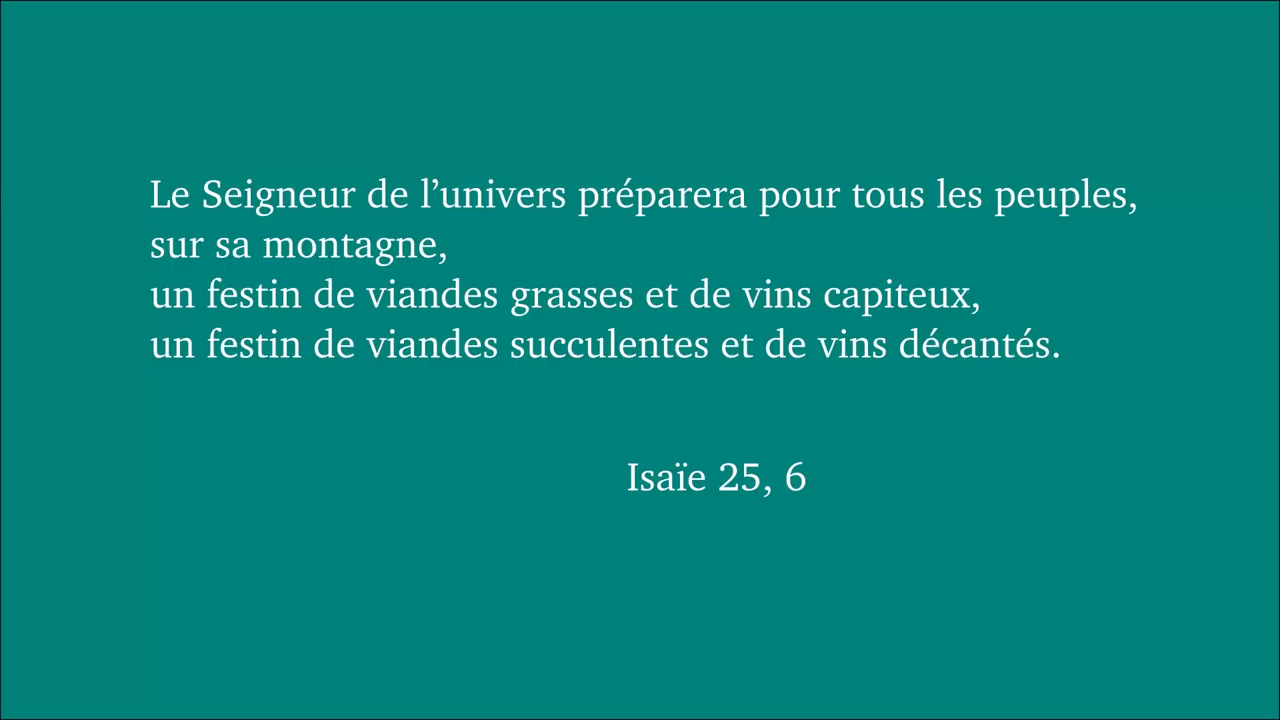 Le Seigneur de l’univers préparera pour tous les peuples,
sur sa montagne,
un festin de viandes grasses et de vins capiteux,
un festin de viandes succulentes et de vins décantés.
Isaïe 25, 6